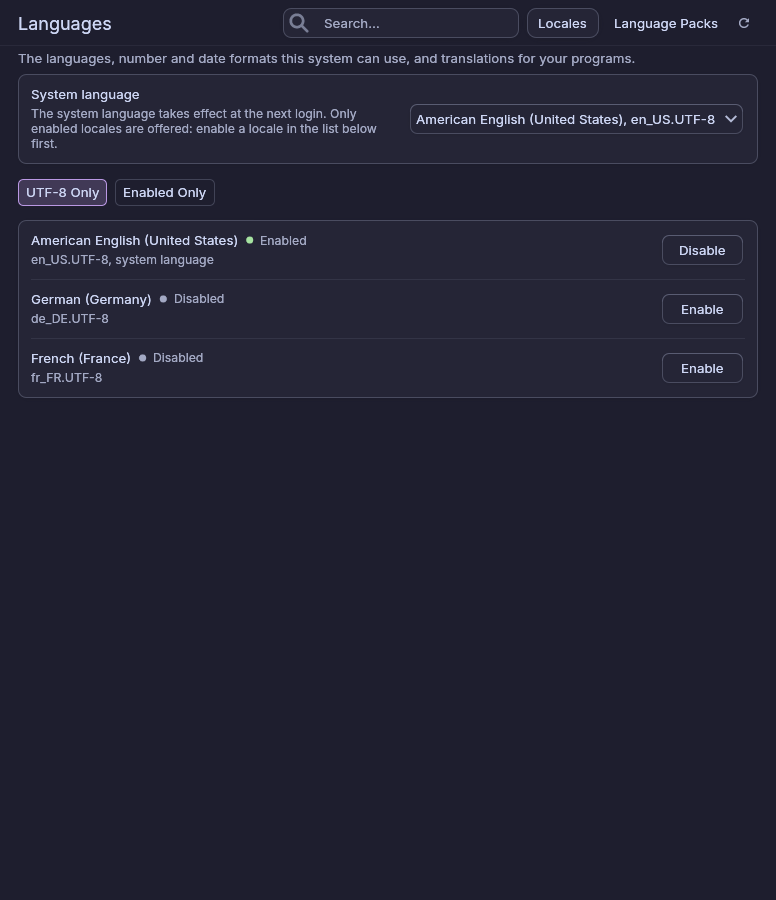 Languages
Search...
Locales
Language Packs
The languages, number and date formats this system can use, and translations for your programs.
System language
The system language takes effect at the next login. Only
enabled locales are offered: enable a locale in the list below
first.
American English (United States), en_US.UTF-8
UTF-8 Only
Enabled Only
American English (United States)
Enabled
en_US.UTF-8, system language
Disable
German (Germany)
Disabled
de_DE.UTF-8
Enable
French (France)
Disabled
fr_FR.UTF-8
Enable